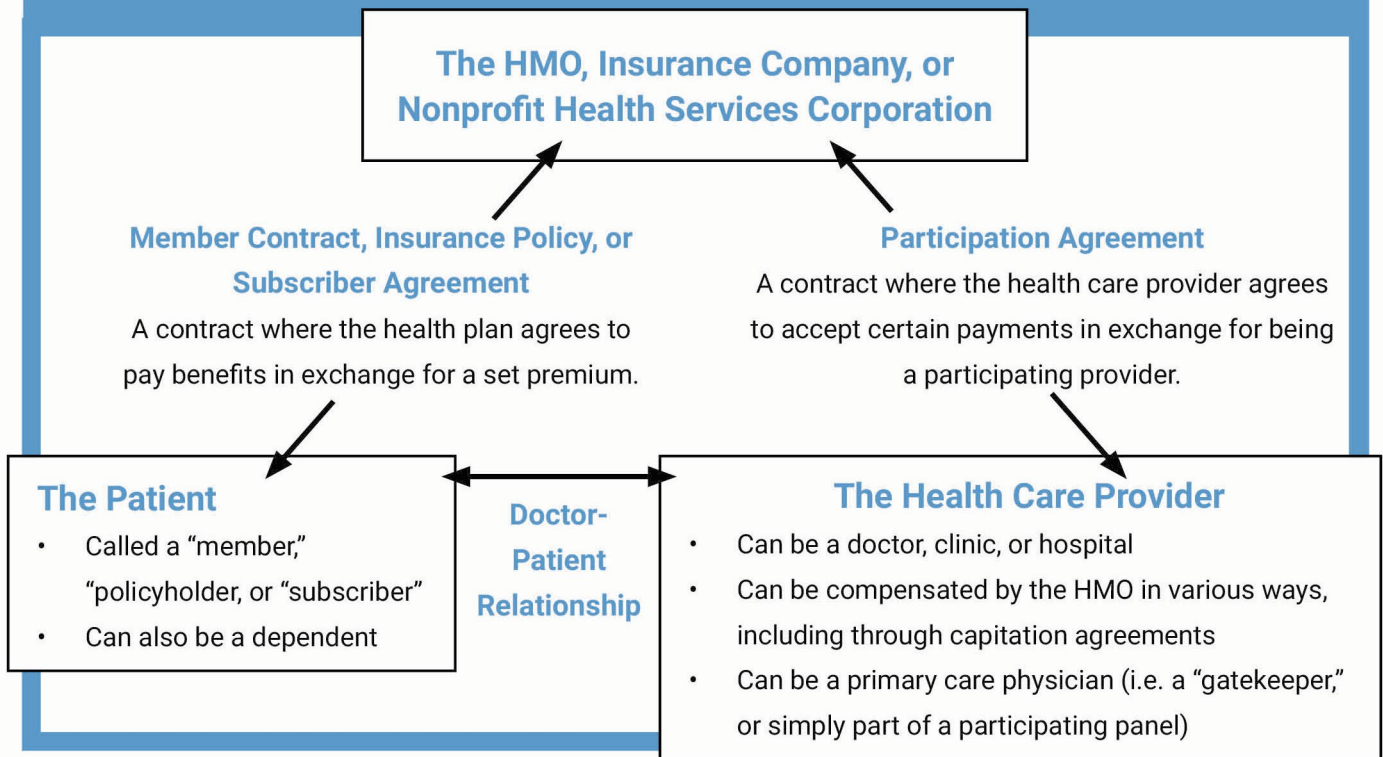 The HMO, Insurance Company, or
Nonprofit Health Services Corporation
Member Contract, Insurance Policy, or
Subscriber Agreement
A contract where the health plan agrees to
pay benefits in exchange for a set premium.
Participation Agreement
A contract where the health care provider agrees
to accept certain payments in exchange for being
a participating provider.
The Patient
• Called a “member,”
“policyholder, or “subscriber”
• Can also be a dependent
Doctor-
Patient
Relationship
The Health Care Provider
• Can be a doctor, clinic, or hospital
• Can be compensated by the HMO in various ways,
including through capitation agreements
• Can be a primary care physician (i.e. a “gatekeeper,”
or simply part of a participating panel)